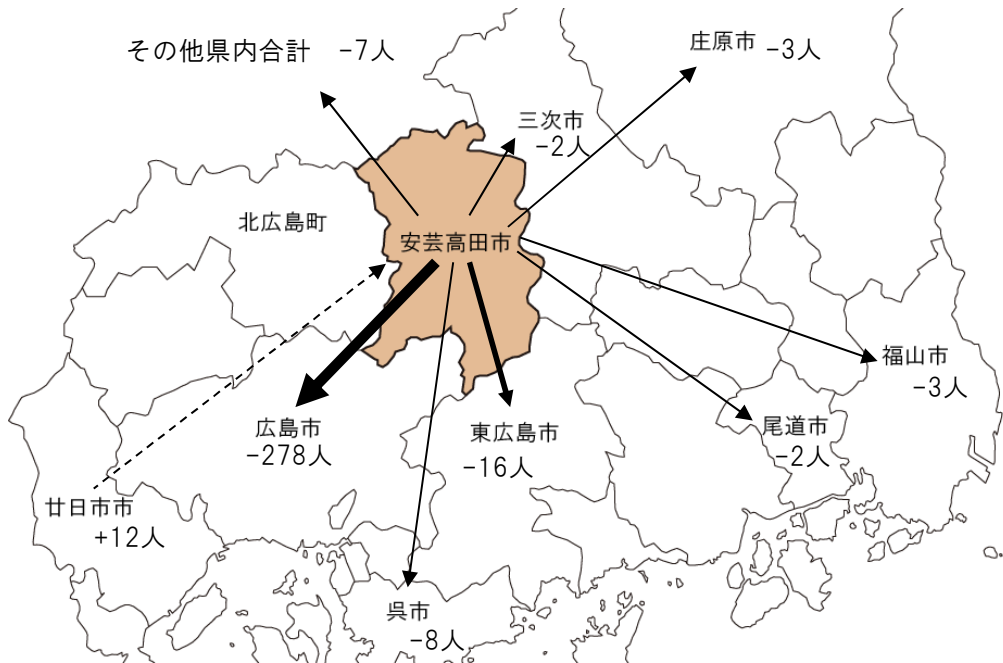 その他県内合計 -7人
庄原市 -3人
三次市
-2人
北広島町
安芸高田市
福山市
-3人
広島市
-278人
東広島市
-16人
尾道市
-2人
廿日市市
+12人
呉市
-8人